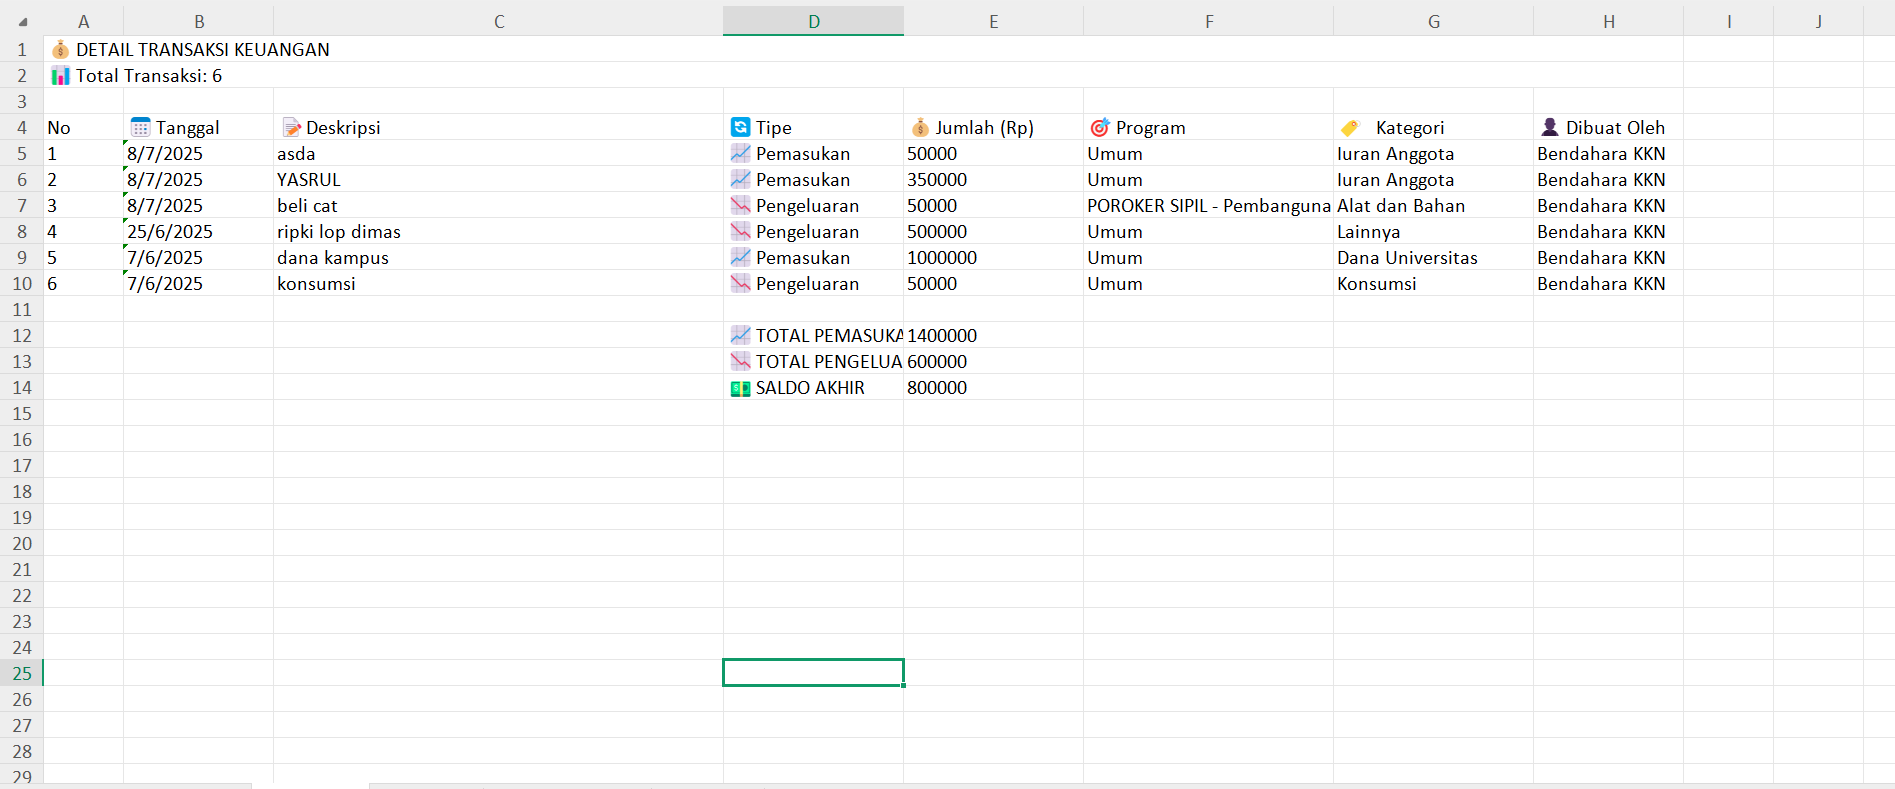 A B C D E F G H I J
1 💰 DETAIL TRANSAKSI KEUANGAN
2 📊 Total Transaksi: 6
3
4 No 📅 Tanggal 📝 Deskripsi 🔄 Tipe 💰 Jumlah (Rp) 🎯 Program 🏷️ Kategori 👤 Dibuat Oleh
5 1 8/7/2025 asda 📈 Pemasukan 50000 Umum Iuran Anggota Bendahara KKN
6 2 8/7/2025 YASRUL 📈 Pemasukan 350000 Umum Iuran Anggota Bendahara KKN
7 3 8/7/2025 beli cat 📉 Pengeluaran 50000 POROKER SIPIL - Pembanguna Alat dan Bahan Bendahara KKN
8 4 25/6/2025 ripki lop dimas 📉 Pengeluaran 500000 Umum Lainnya Bendahara KKN
9 5 7/6/2025 dana kampus 📈 Pemasukan 1000000 Umum Dana Universitas Bendahara KKN
10 6 7/6/2025 konsumsi 📉 Pengeluaran 50000 Umum Konsumsi Bendahara KKN
11
12 📈 TOTAL PEMASUKA 1400000
13 📉 TOTAL PENGELUA 600000
14 💵 SALDO AKHIR 800000
15
16
17
18
19
20
21
22
23
24
25
26
27
28
29